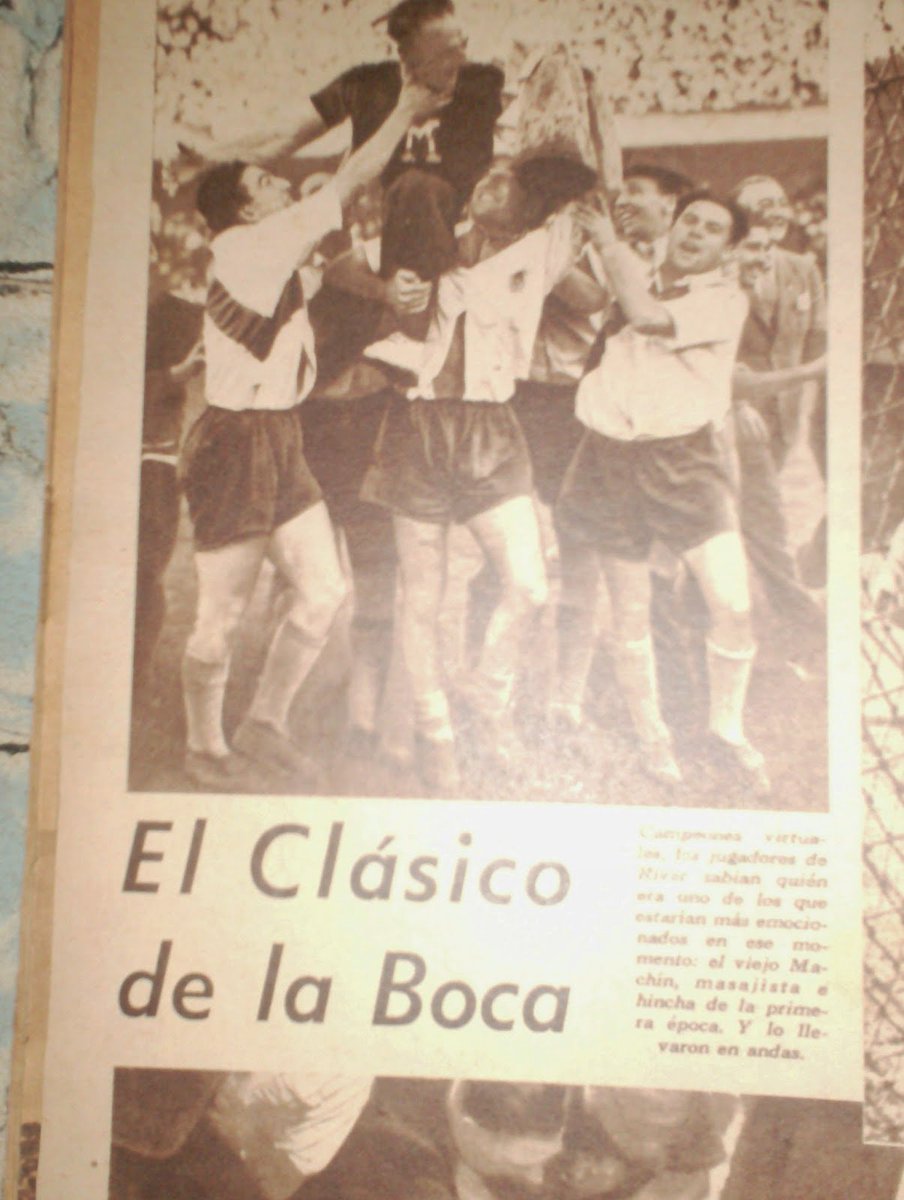 M
El Clásico
de la Boca
Campeones virtua-
les, los jugadores de
River sabían quién
era uno de los que
estarían más emocio-
nados en ese mo-
mento: el viejo Ma-
chín, masajista e
hincha de la prime-
ra época. Y lo lle-
varon en andas.